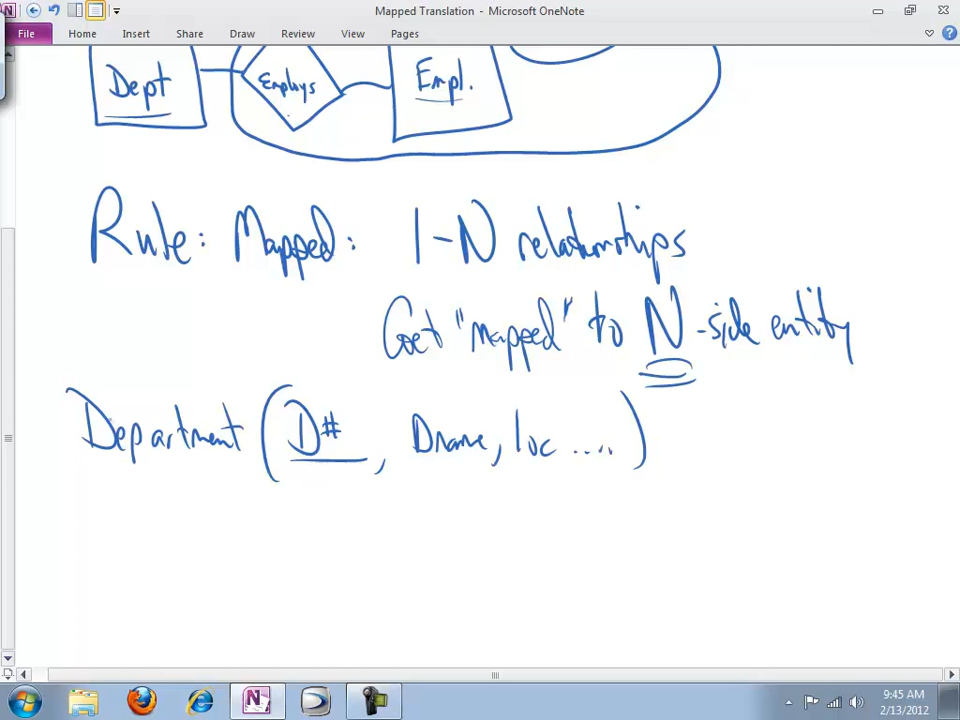 Mapped Translation - Microsoft OneNote
File Home Insert Share Draw Review View Pages
Dept Employs Empl.
Rule: Mapped: 1-N relationships
Get "mapped" to N-side entity
Department (D#, Dname, loc ....)
9:45 AM
2/13/2012